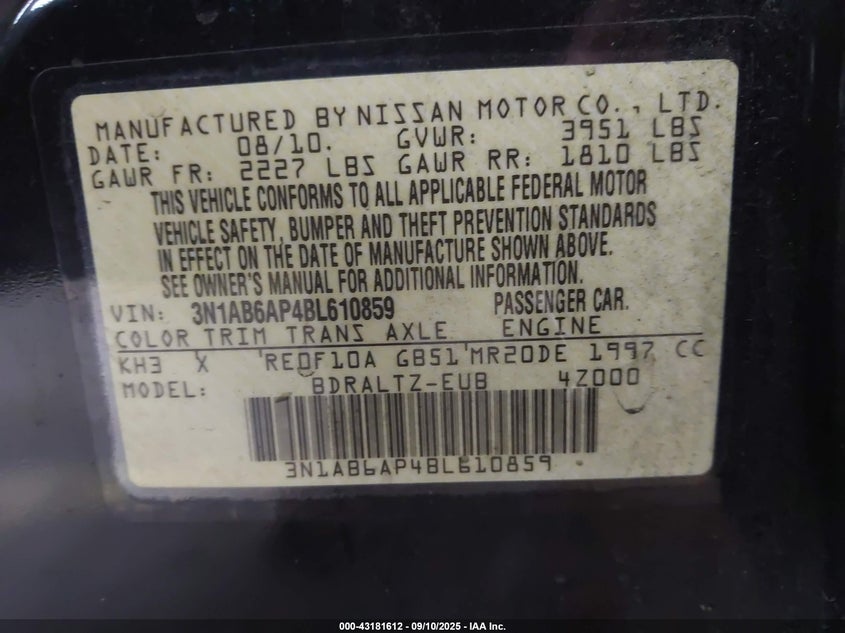 MANUFACTURED BY NISSAN MOTOR CO., LTD.
DATE: 08/10. GVWR: 3951 LBS
GAWR FR: 2227 LBS GAWR RR: 1810 LBS
THIS VEHICLE CONFORMS TO ALL APPLICABLE FEDERAL MOTOR
VEHICLE SAFETY, BUMPER AND THEFT PREVENTION STANDARDS
IN EFFECT ON THE DATE OF MANUFACTURE SHOWN ABOVE.
SEE OWNER'S MANUAL FOR ADDITIONAL INFORMATION.
VIN: 3N1AB6AP4BL610859 PASSENGER CAR.
COLOR TRIM TRANS AXLE ENGINE
KH3 X RE0F10A GB51 MR20DE 1997 CC
MODEL: BDRALTZ-EUB 4Z000
3N1AB6AP4BL610859
000-43181612 - 09/10/2025 - IAA Inc.